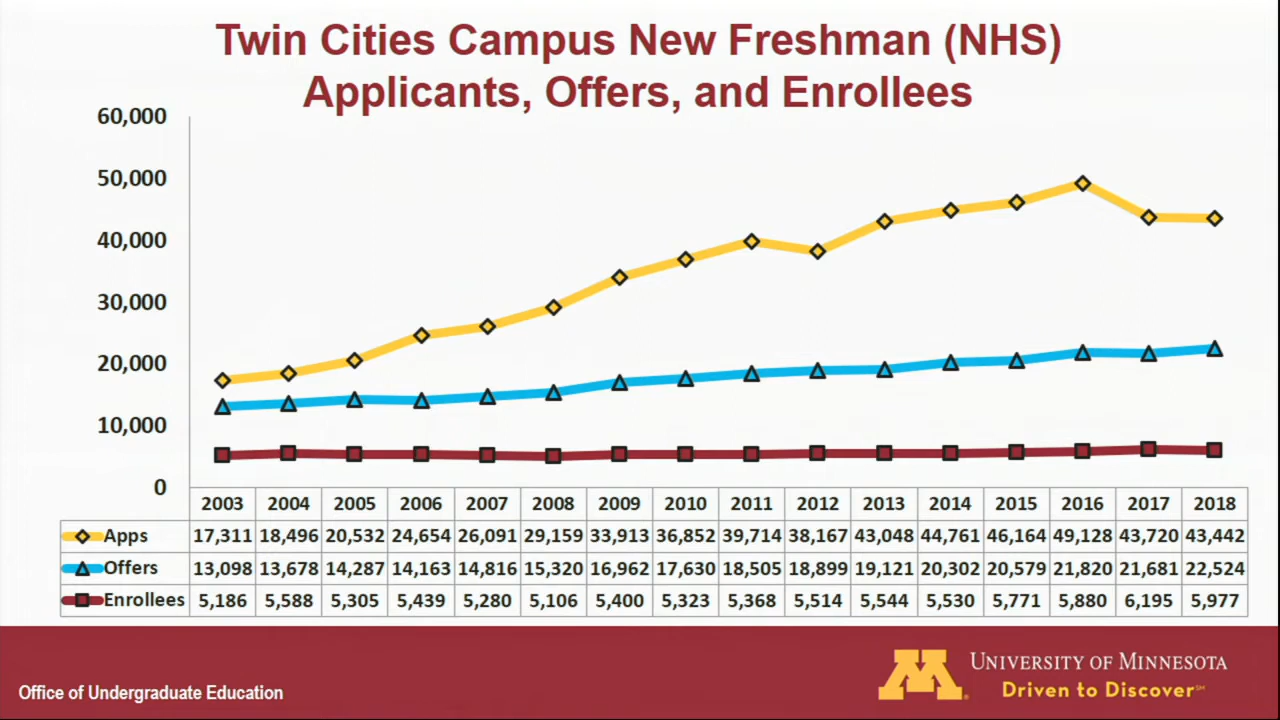 Twin Cities Campus New Freshman (NHS)
Applicants, Offers, and Enrollees
60,000
50,000
40,000
30,000
20,000
10,000
0
2003 2004 2005 2006 2007 2008 2009 2010 2011 2012 2013 2014 2015 2016 2017 2018
Apps 17,311 18,496 20,532 24,654 26,091 29,159 33,913 36,852 39,714 38,167 43,048 44,761 46,164 49,128 43,720 43,442
Offers 13,098 13,678 14,287 14,163 14,816 15,320 16,962 17,630 18,505 18,899 19,121 20,302 20,579 21,820 21,681 22,524
Enrollees 5,186 5,588 5,305 5,439 5,280 5,106 5,400 5,323 5,368 5,514 5,544 5,530 5,771 5,880 6,195 5,977
Office of Undergraduate Education
M
UNIVERSITY OF MINNESOTA
Driven to Discover℠